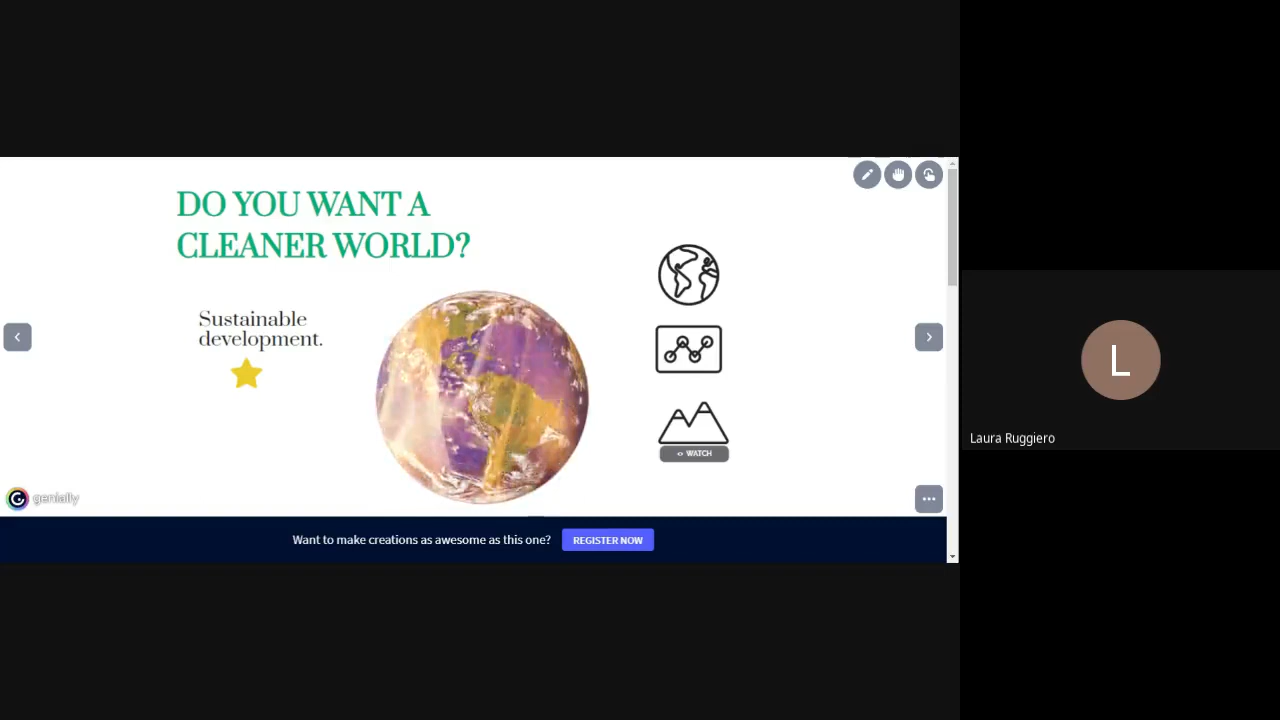 DO YOU WANT A
CLEANER WORLD?
Sustainable
development.
WATCH
genially
Want to make creations as awesome as this one?
REGISTER NOW
L
Laura Ruggiero